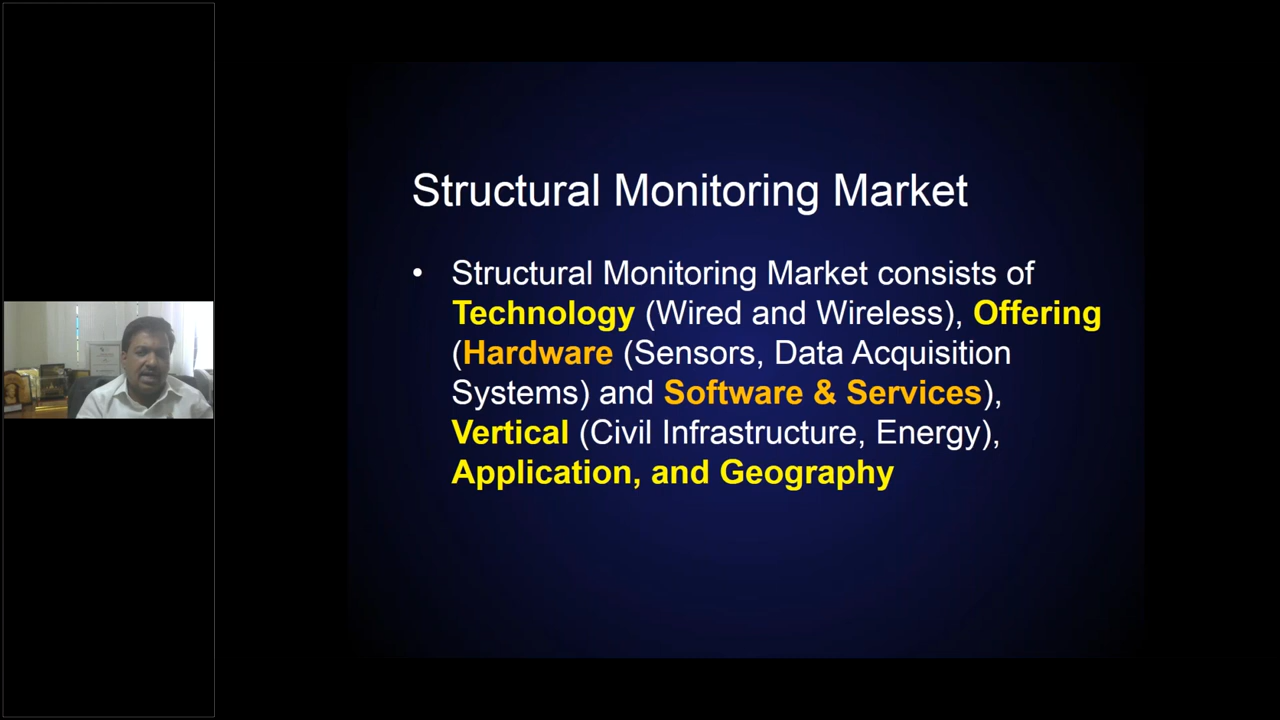 Structural Monitoring Market
• Structural Monitoring Market consists of
Technology (Wired and Wireless), Offering
(Hardware (Sensors, Data Acquisition
Systems) and Software & Services),
Vertical (Civil Infrastructure, Energy),
Application, and Geography